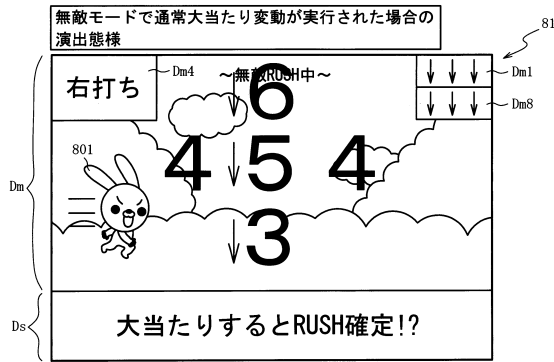 無敵モードで通常大当たり変動が実行された場合の
演出態様
81
右打ち
Dm4
～無敵RUSH中～
Dm1
Dm8
6
801
4 5 4
Dm
3
Ds
大当たりするとRUSH確定!?